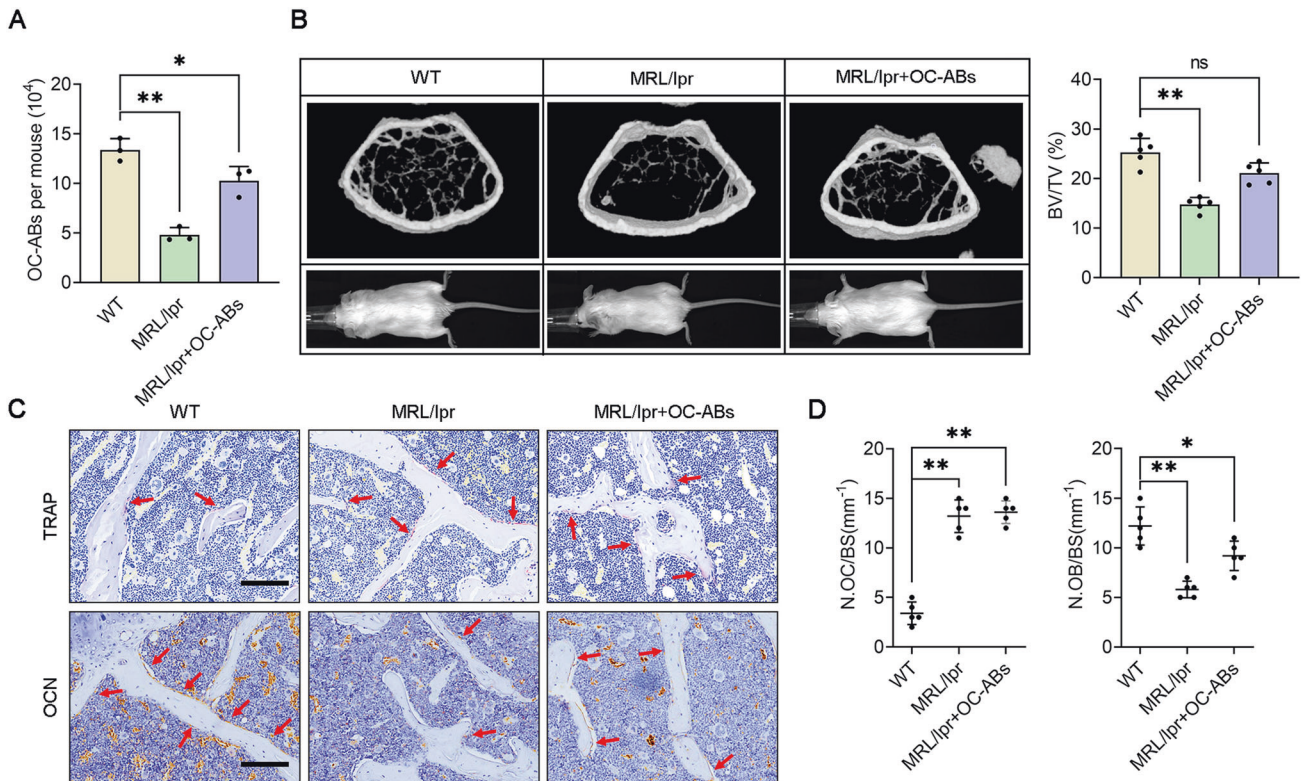 A
OC-ABs per mouse (10⁴)
20
15
10
5
0
*
**
WT
MRL/lpr
MRL/lpr+OC-ABs
B
WT
MRL/lpr
MRL/lpr+OC-ABs
BV/TV (%)
40
30
20
10
0
ns
**
WT
MRL/lpr
MRL/lpr+OC-ABs
C
WT
MRL/lpr
MRL/lpr+OC-ABs
TRAP
OCN
D
N.OC/BS(mm⁻¹)
20
15
10
5
0
**
**
WT
MRL/lpr
MRL/lpr+OC-ABs
N.OB/BS(mm⁻¹)
20
15
10
5
0
*
**
WT
MRL/lpr
MRL/lpr+OC-ABs